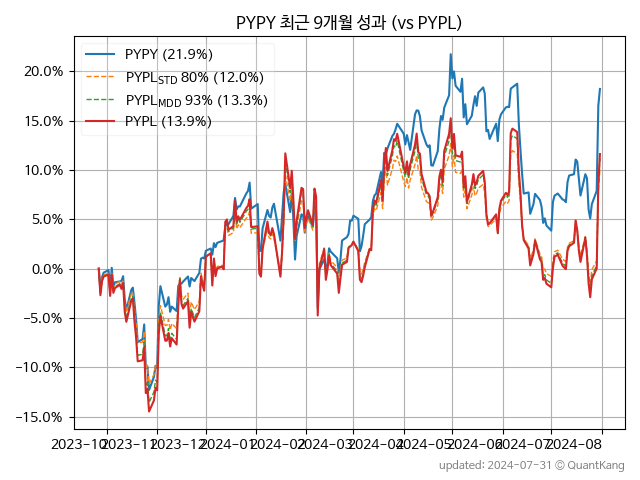 PYPY 최근 9개월 성과 (vs PYPL)
PYPY (21.9%)
PYPL_STD 80% (12.0%)
PYPL_MDD 93% (13.3%)
PYPL (13.9%)
20.0%
15.0%
10.0%
5.0%
0.0%
−5.0%
−10.0%
−15.0%
2023-10 2023-11 2023-12 2024-01 2024-02 2024-03 2024-04 2024-05 2024-06 2024-07 2024-08
updated: 2024-07-31 © QuantKang